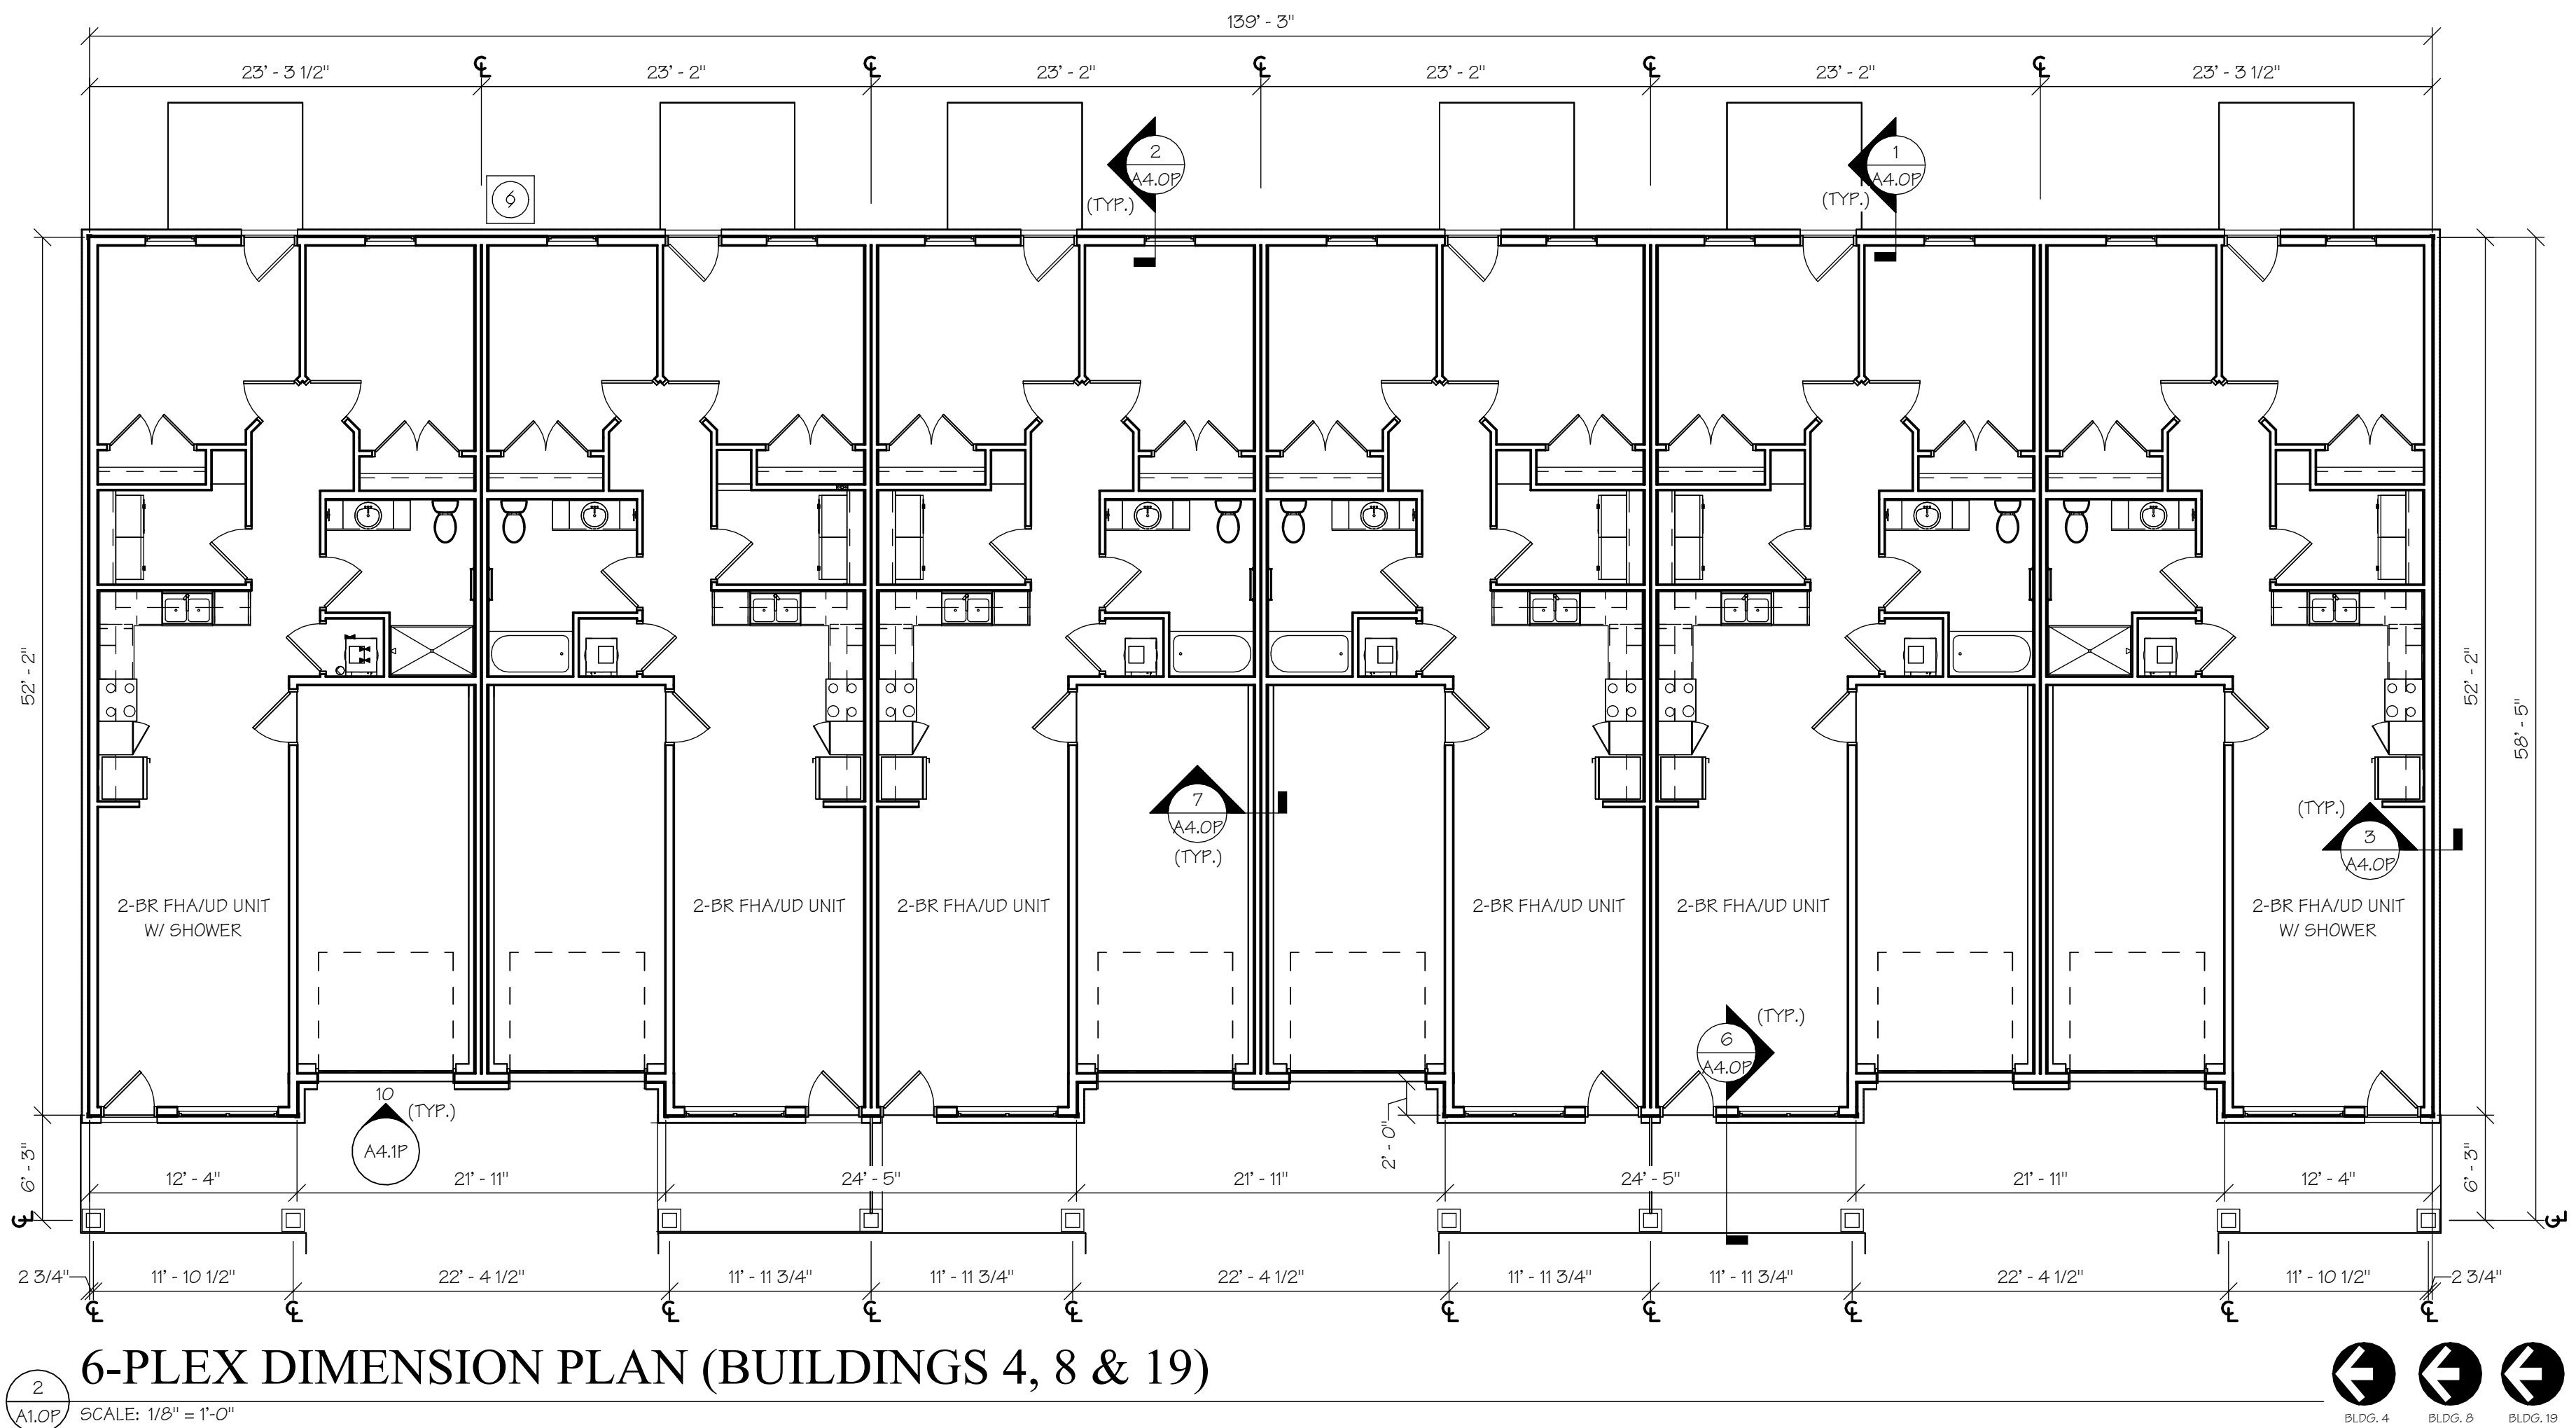 139' - 3"
23' - 3 1/2"
23' - 2"
23' - 2"
23' - 2"
23' - 2"
23' - 3 1/2"
2
A4.0P
(TYP.)
1
A4.0P
(TYP.)
6
52' - 2"
52' - 2"
58' - 5"
7
A4.0P
(TYP.)
(TYP.)
3
A4.0P
2-BR FHA/UD UNIT
W/ SHOWER
2-BR FHA/UD UNIT
2-BR FHA/UD UNIT
2-BR FHA/UD UNIT
2-BR FHA/UD UNIT
2-BR FHA/UD UNIT
W/ SHOWER
(TYP.)
6
A4.0P
10
(TYP.)
A4.1P
2' - 0"
6' - 3"
6' - 3"
12' - 4"
21' - 11"
24' - 5"
21' - 11"
24' - 5"
21' - 11"
12' - 4"
2 3/4"
11' - 10 1/2"
22' - 4 1/2"
11' - 11 3/4"
11' - 11 3/4"
22' - 4 1/2"
11' - 11 3/4"
11' - 11 3/4"
22' - 4 1/2"
11' - 10 1/2"
2 3/4"
6-PLEX DIMENSION PLAN (BUILDINGS 4, 8 & 19)
2
A1.0P
SCALE: 1/8" = 1'-0"
BLDG. 4
BLDG. 8
BLDG. 19